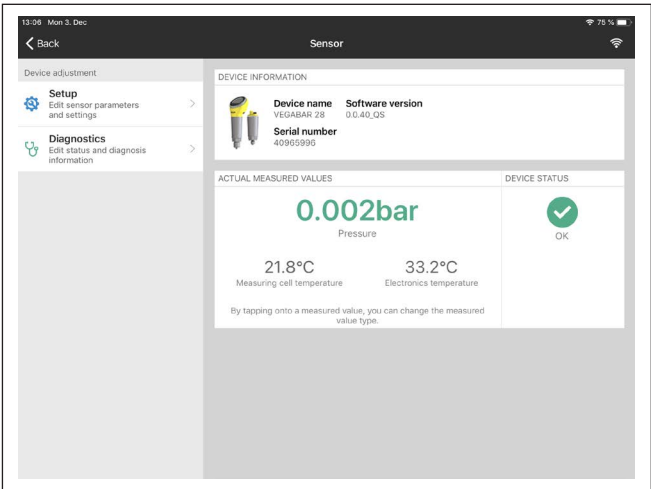 13:06 Mon 3. Dec
75 %
Back
Sensor
Device adjustment
Setup
Edit sensor parameters
and settings
Diagnostics
Edit status and diagnosis
information
DEVICE INFORMATION
Device name
VEGABAR 28
Software version
0.0.40_QS
Serial number
40965996
ACTUAL MEASURED VALUES
0.002bar
Pressure
21.8°C
Measuring cell temperature
33.2°C
Electronics temperature
By tapping onto a measured value, you can change the measured
value type.
DEVICE STATUS
OK